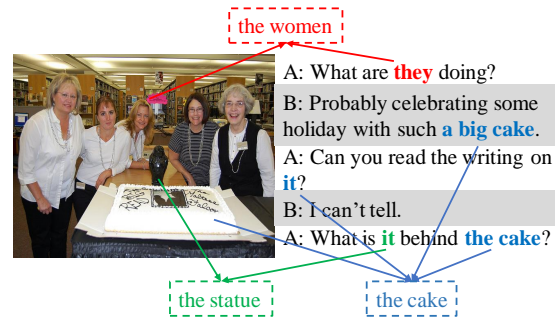 the women
A: What are they doing?
B: Probably celebrating some
holiday with such a big cake.
A: Can you read the writing on
it?
B: I can't tell.
A: What is it behind the cake?
the statue
the cake